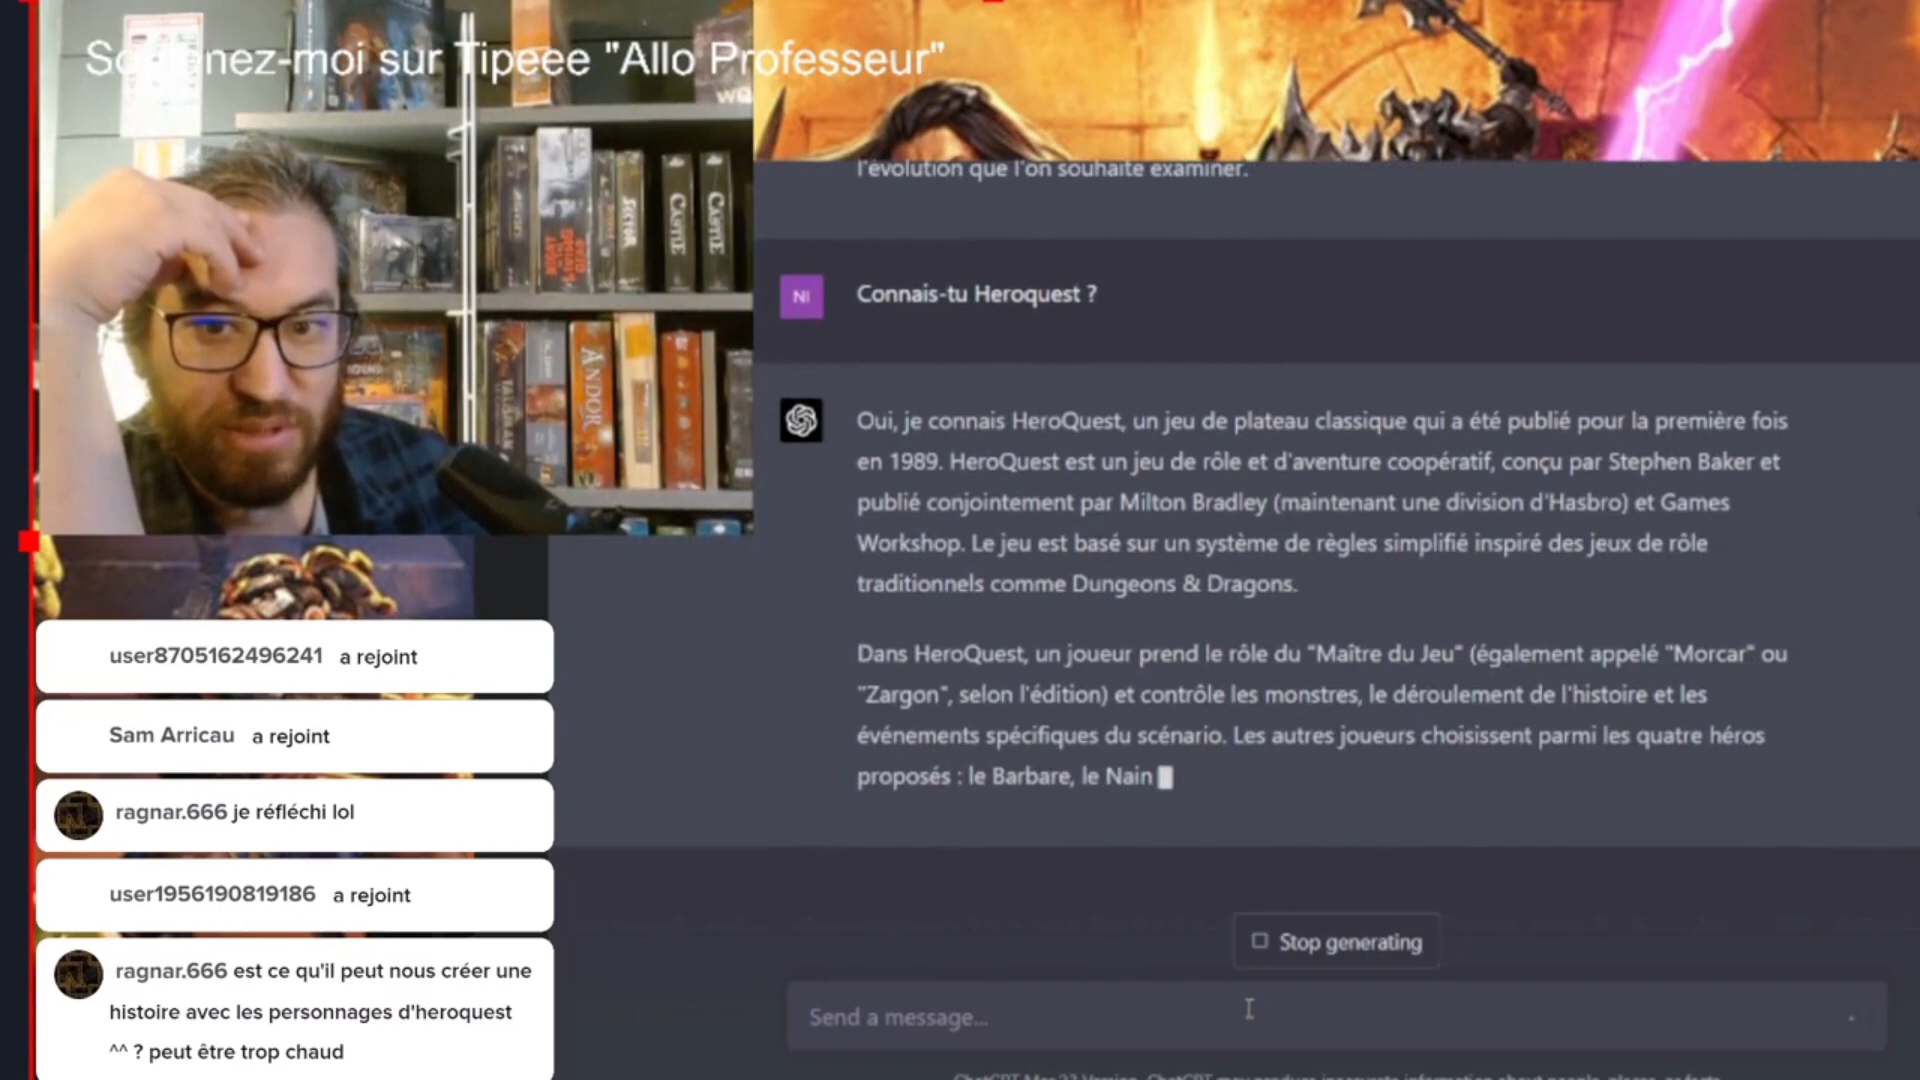 nez-moi sur Tipeee "Allo Professeur"
l'évolution que l'on souhaite examiner.
NI
Connais-tu Heroquest ?
Oui, je connais HeroQuest, un jeu de plateau classique qui a été publié pour la première fois
en 1989. HeroQuest est un jeu de rôle et d'aventure coopératif, conçu par Stephen Baker et
publié conjointement par Milton Bradley (maintenant une division d'Hasbro) et Games
Workshop. Le jeu est basé sur un système de règles simplifié inspiré des jeux de rôle
traditionnels comme Dungeons & Dragons.
Dans HeroQuest, un joueur prend le rôle du "Maître du Jeu" (également appelé "Morcar" ou
"Zargon", selon l'édition) et contrôle les monstres, le déroulement de l'histoire et les
événements spécifiques du scénario. Les autres joueurs choisissent parmi les quatre héros
proposés : le Barbare, le Nain
Stop generating
Send a message...
CASTLE
CASTLE
ANDOR
user8705162496241 a rejoint
Sam Arricau a rejoint
ragnar.666 je réfléchi lol
user1956190819186 a rejoint
ragnar.666 est ce qu'il peut nous créer une
histoire avec les personnages d'heroquest
^^ ? peut être trop chaud